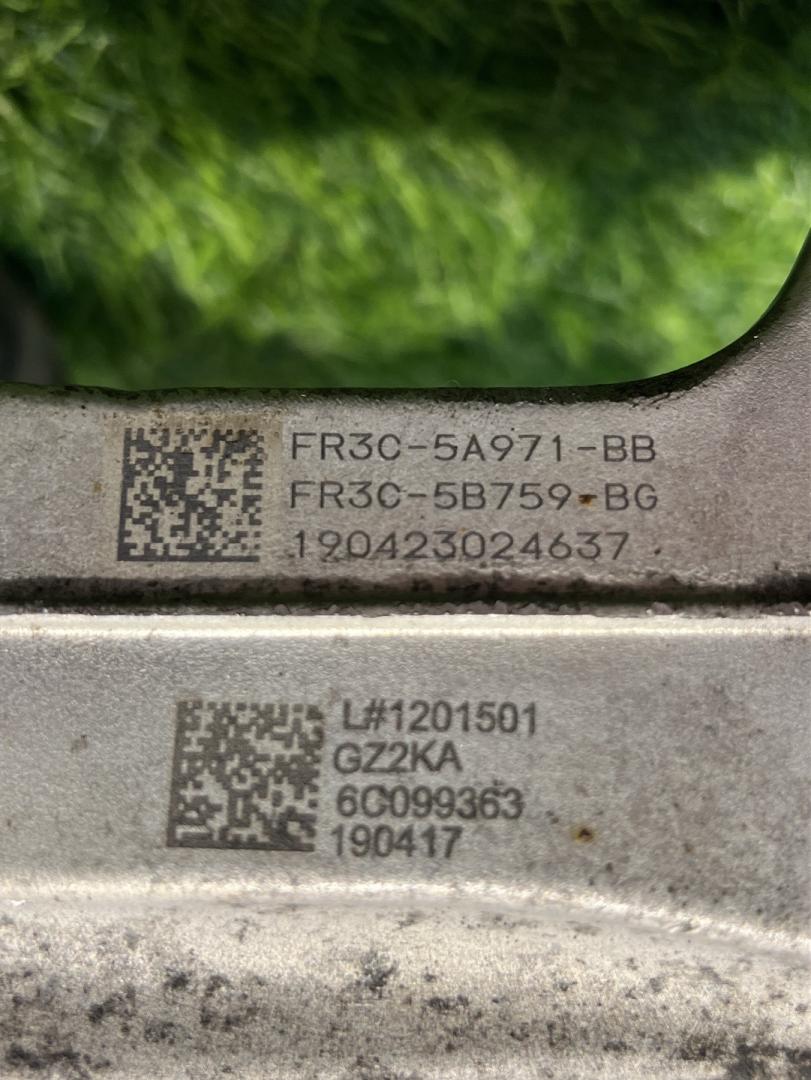 FR3C-5A971-BB
FR3C-5B759-BG
190423024637
L#1201501
GZ2KA
6C099363
190417